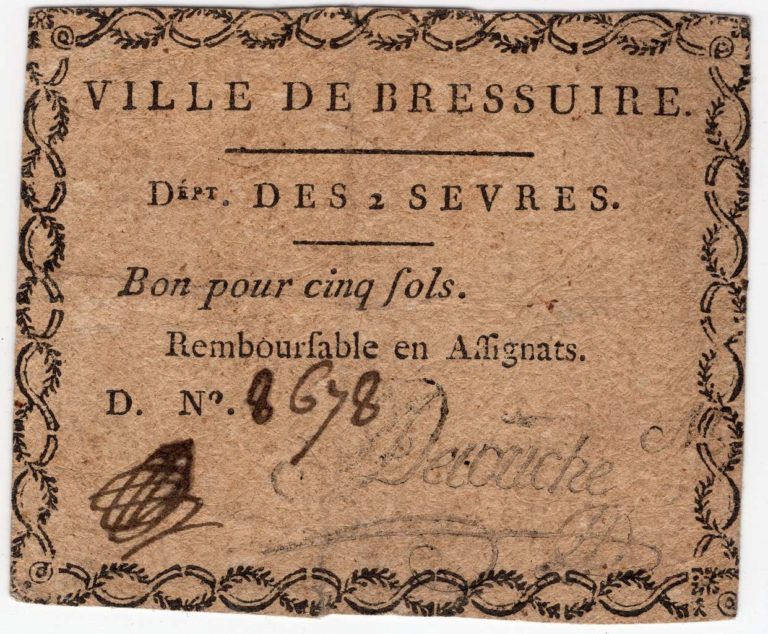 VILLE DE BRESSUIRE.
Dépt. DES 2 SEVRES.
Bon pour cinq ſols.
Rembourſable en Aſſignats.
D. Nº. 8678